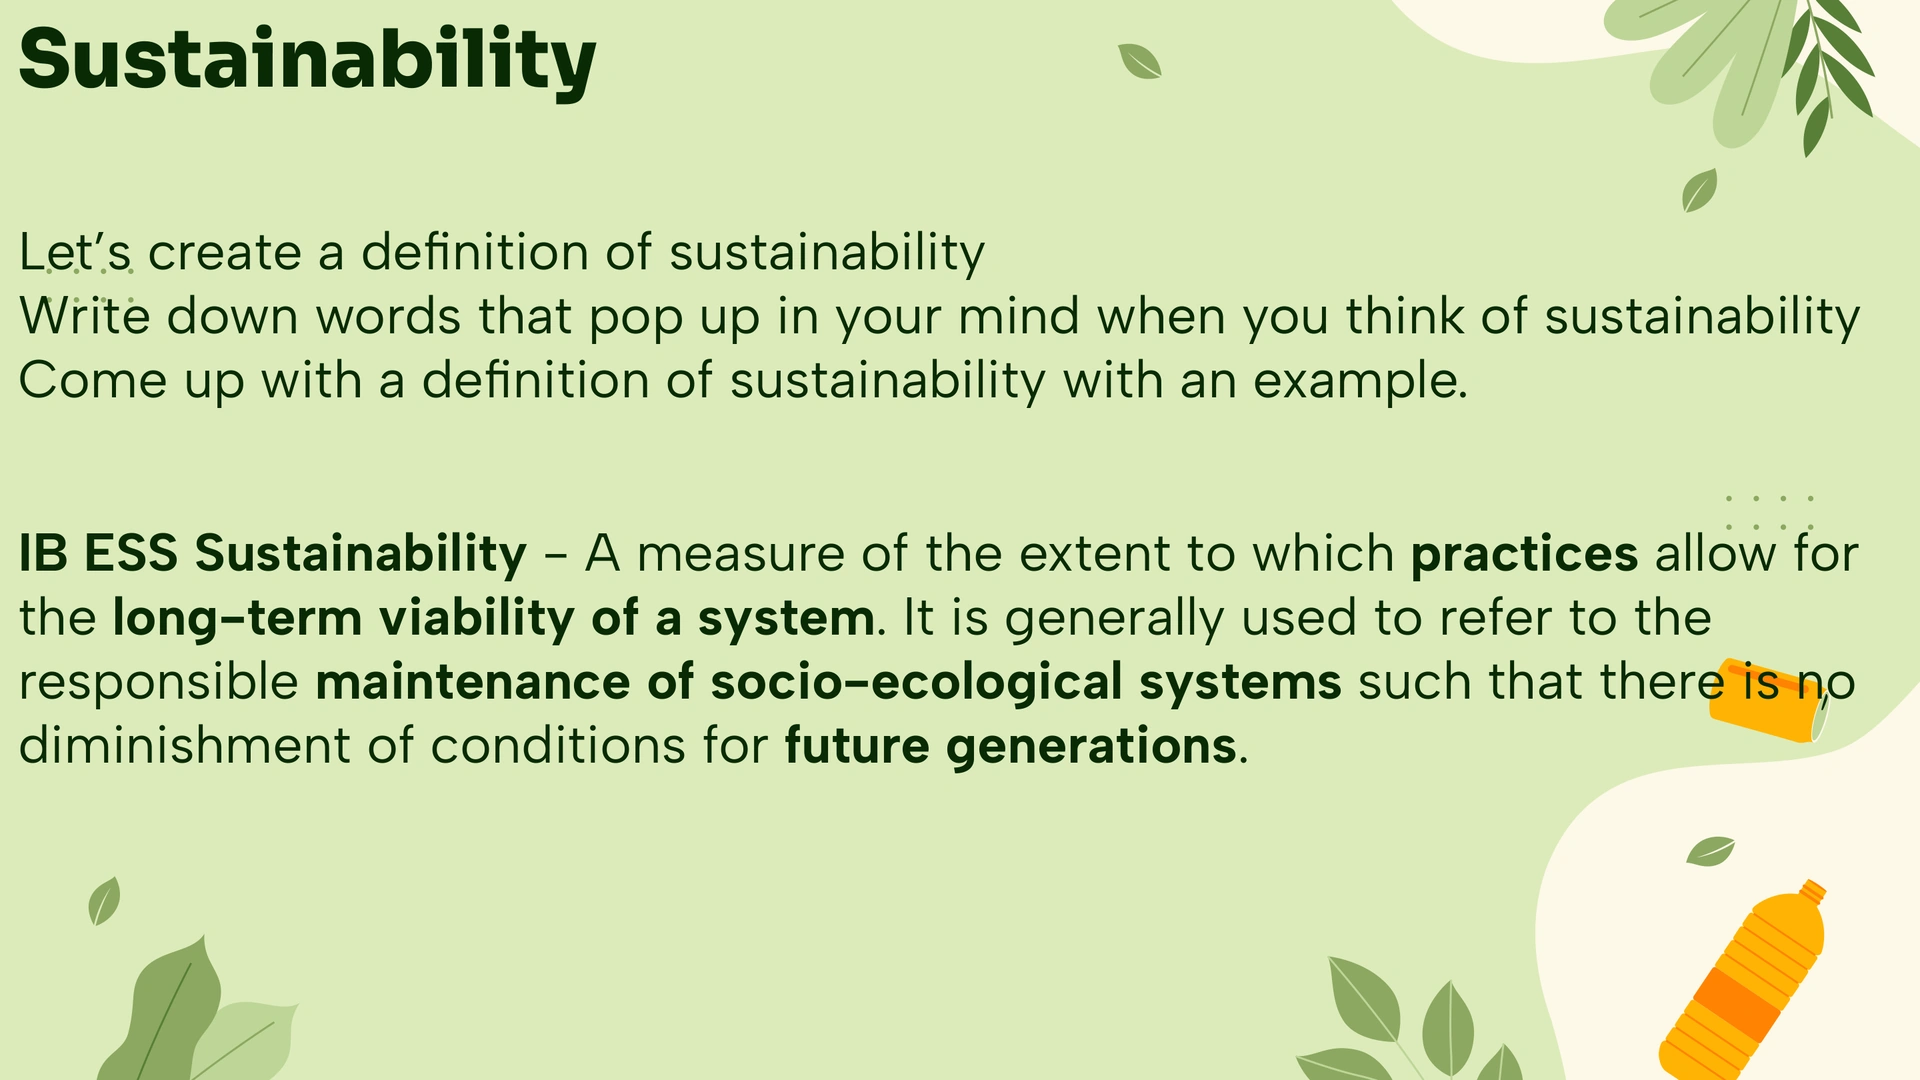 Sustainability
Let’s create a definition of sustainability
Write down words that pop up in your mind when you think of sustainability
Come up with a definition of sustainability with an example.
IB ESS Sustainability – A measure of the extent to which practices allow for
the long–term viability of a system. It is generally used to refer to the
responsible maintenance of socio–ecological systems such that there is no
diminishment of conditions for future generations.